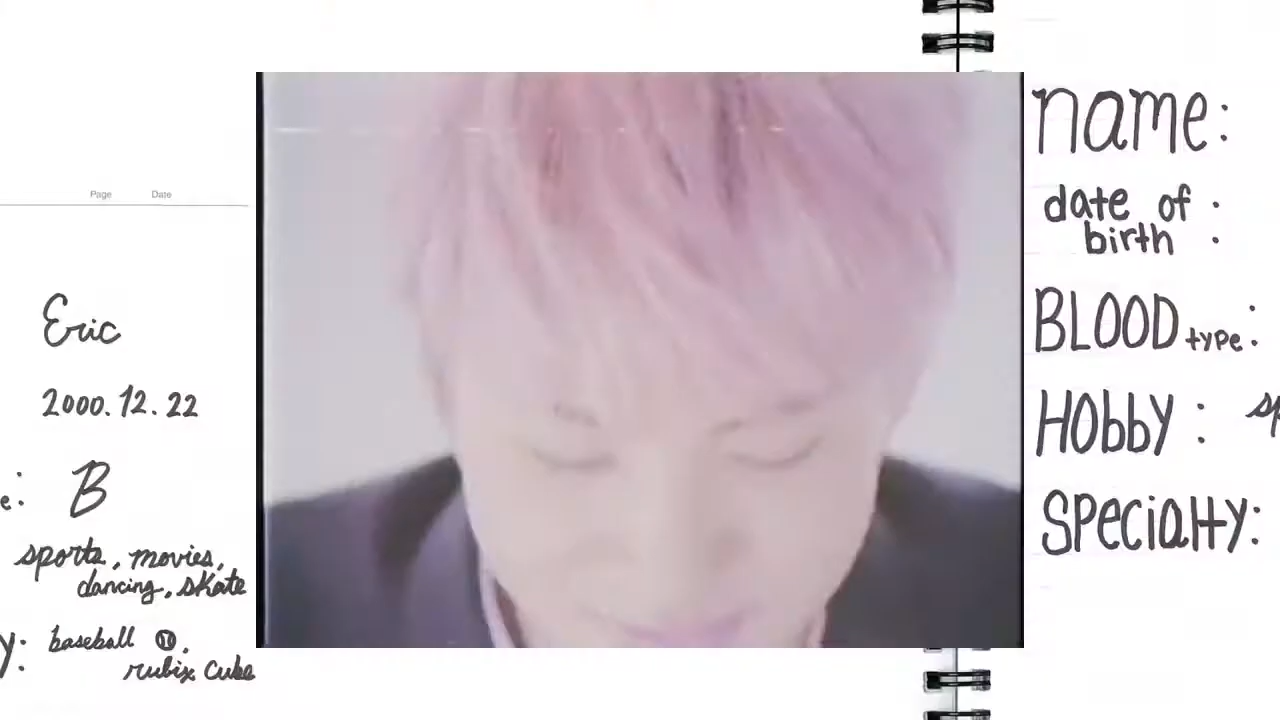 Page Date
Eric
2000.12.22
e: B
sports, movies,
dancing, skate
y: baseball
rubix cube
name:
date of :
birth :
BLOOD type:
HObby : sp
SPeciaLtY: